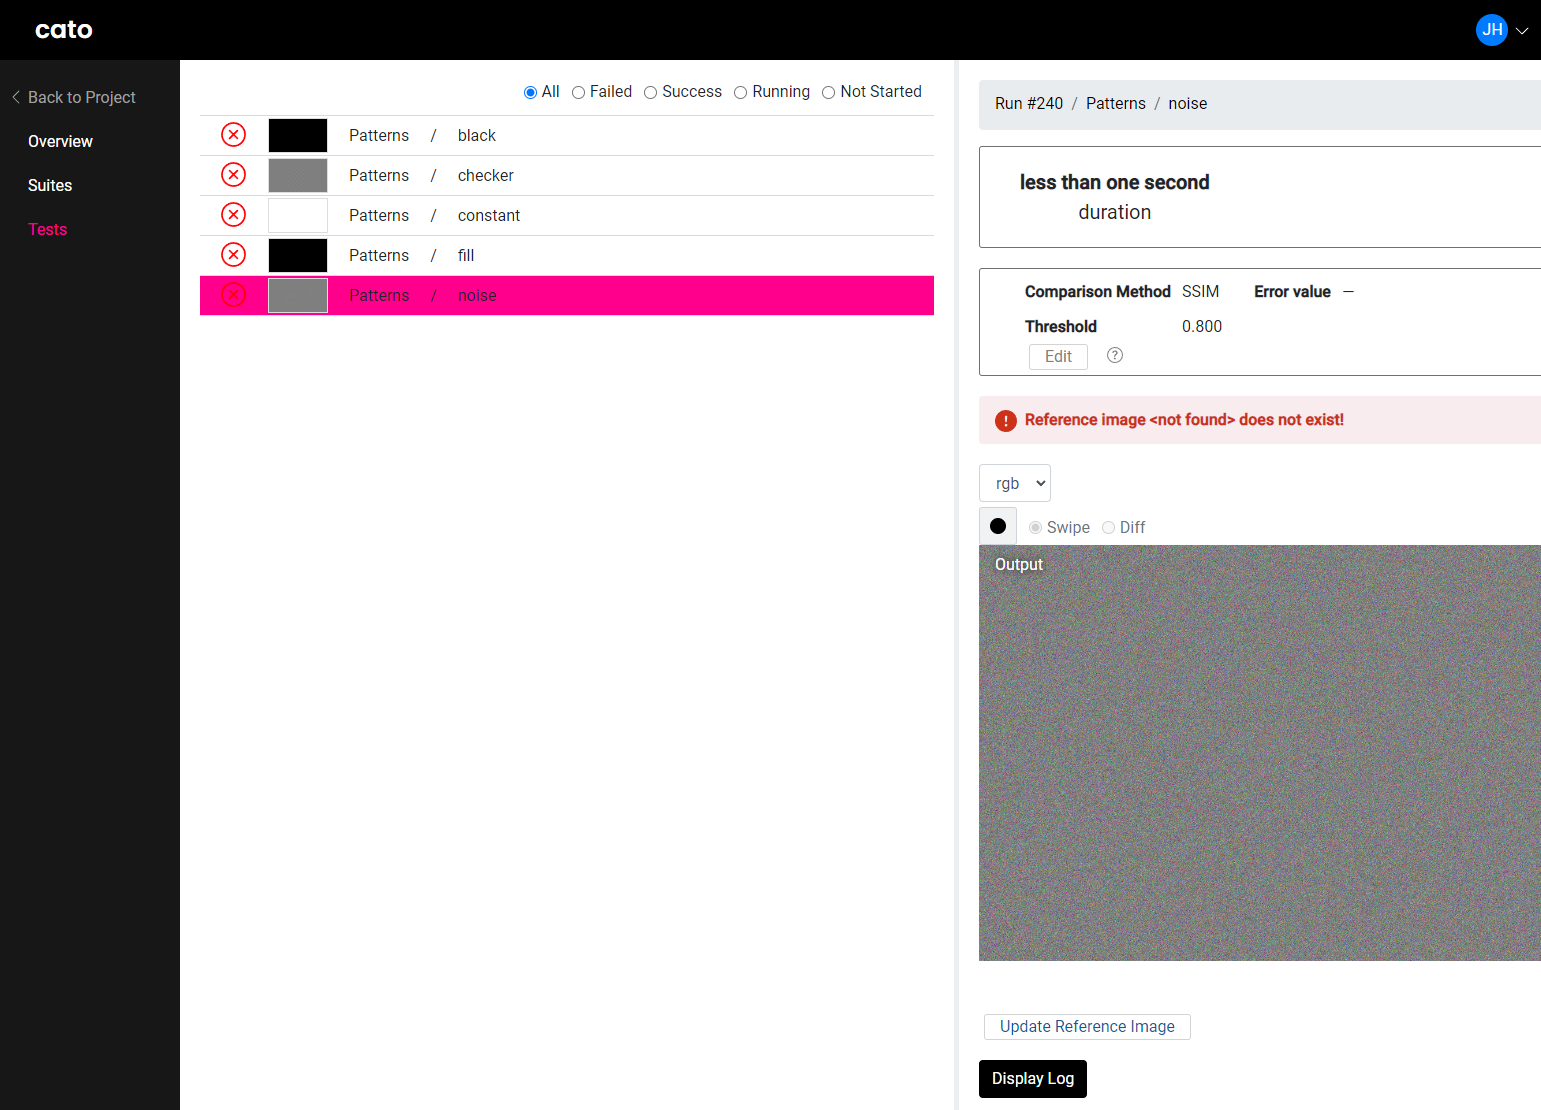 cato
JH
Back to Project
Overview
Suites
Tests
All Failed Success Running Not Started
Patterns / black
Patterns / checker
Patterns / constant
Patterns / fill
Patterns / noise
Run #240 / Patterns / noise
less than one second
duration
Comparison Method SSIM Error value —
Threshold 0.800
Edit ?
! Reference image <not found> does not exist!
rgb
Swipe Diff
Output
Update Reference Image
Display Log